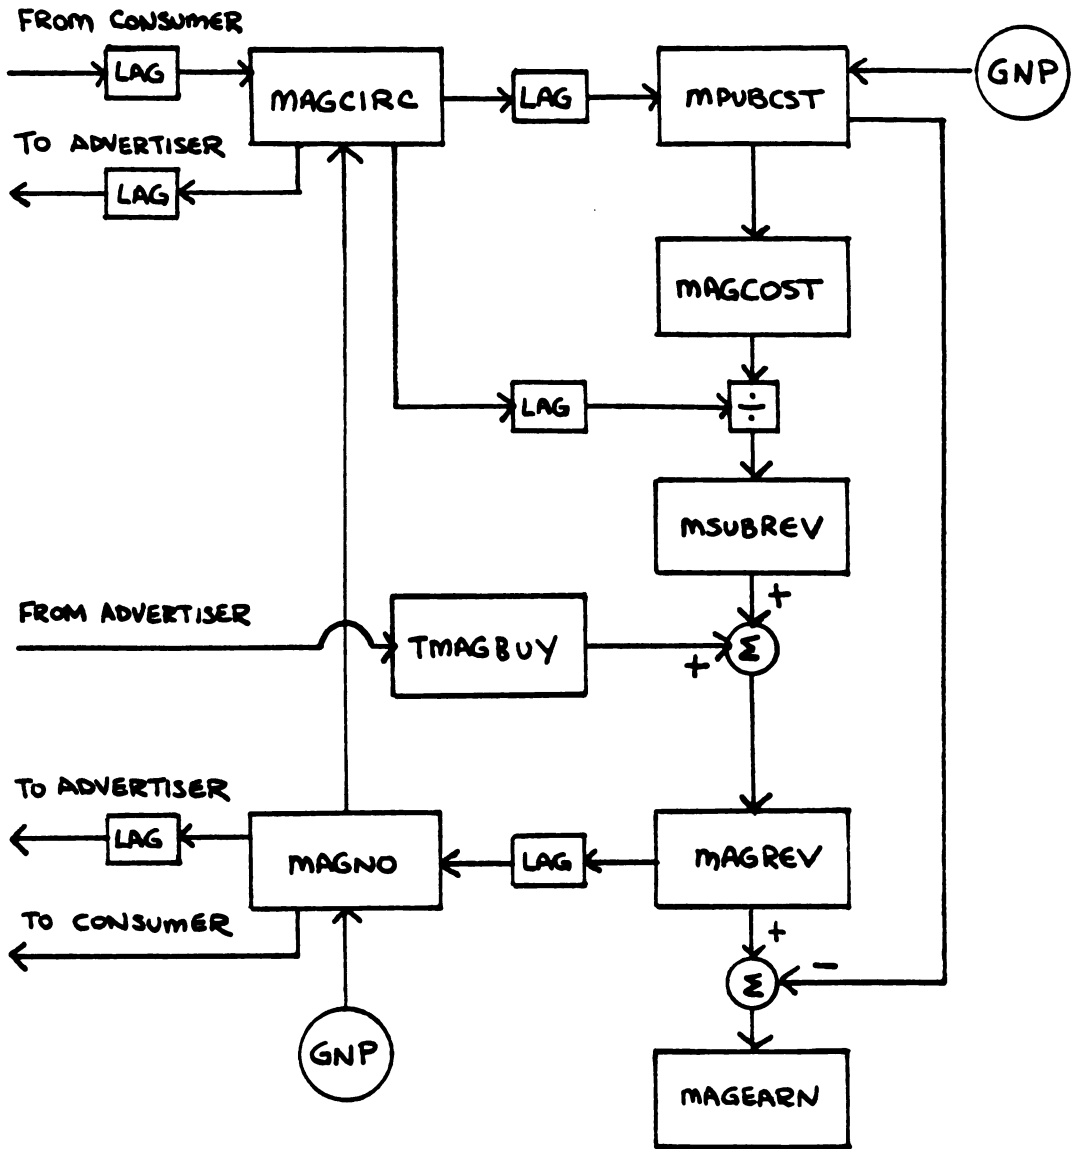 FROM CONSUMER
LAG
MAGCIRC
LAG
MPUBCST
GNP
TO ADVERTISER
LAG
MAGCOST
LAG
÷
MSUBREV
+
FROM ADVERTISER
TMAGBUY
+
Σ
TO ADVERTISER
LAG
MAGNO
LAG
MAGREV
TO CONSUMER
+
−
Σ
GNP
MAGEARN